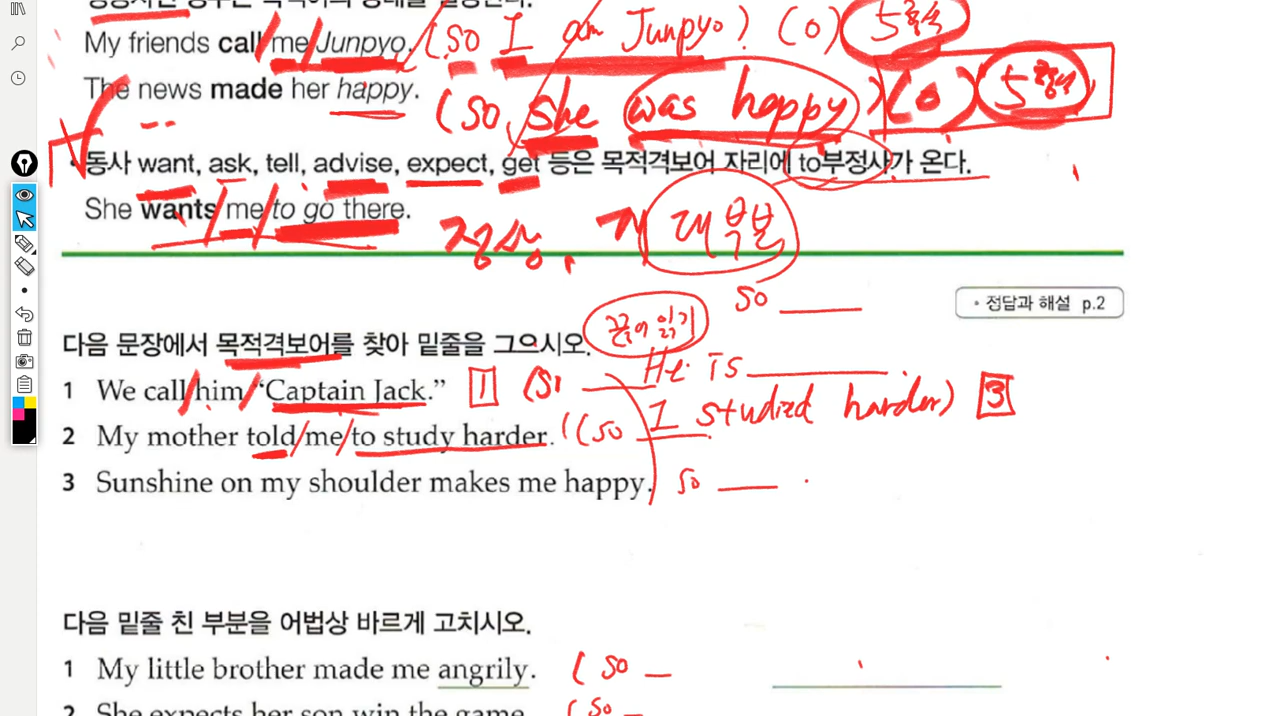 My friends call me Junpyo. (so I am Junpyo) (o) 5형식
The news made her happy. (so she was happy) (o) 5형식
• 동사 want, ask, tell, advise, expect, get 등은 목적격보어 자리에 to부정사가 온다.
She wants me to go there.
대부분
so
• 정답과 해설 p.2
끊어 읽기
다음 문장에서 목적격보어를 찾아 밑줄을 그으시오.
1 We call him “Captain Jack.” 1 He is
2 My mother told me to study harder. (so I studied harder) 3
3 Sunshine on my shoulder makes me happy. so
다음 밑줄 친 부분을 어법상 바르게 고치시오.
1 My little brother made me angrily. (so
2 She expects her son win the game. (so